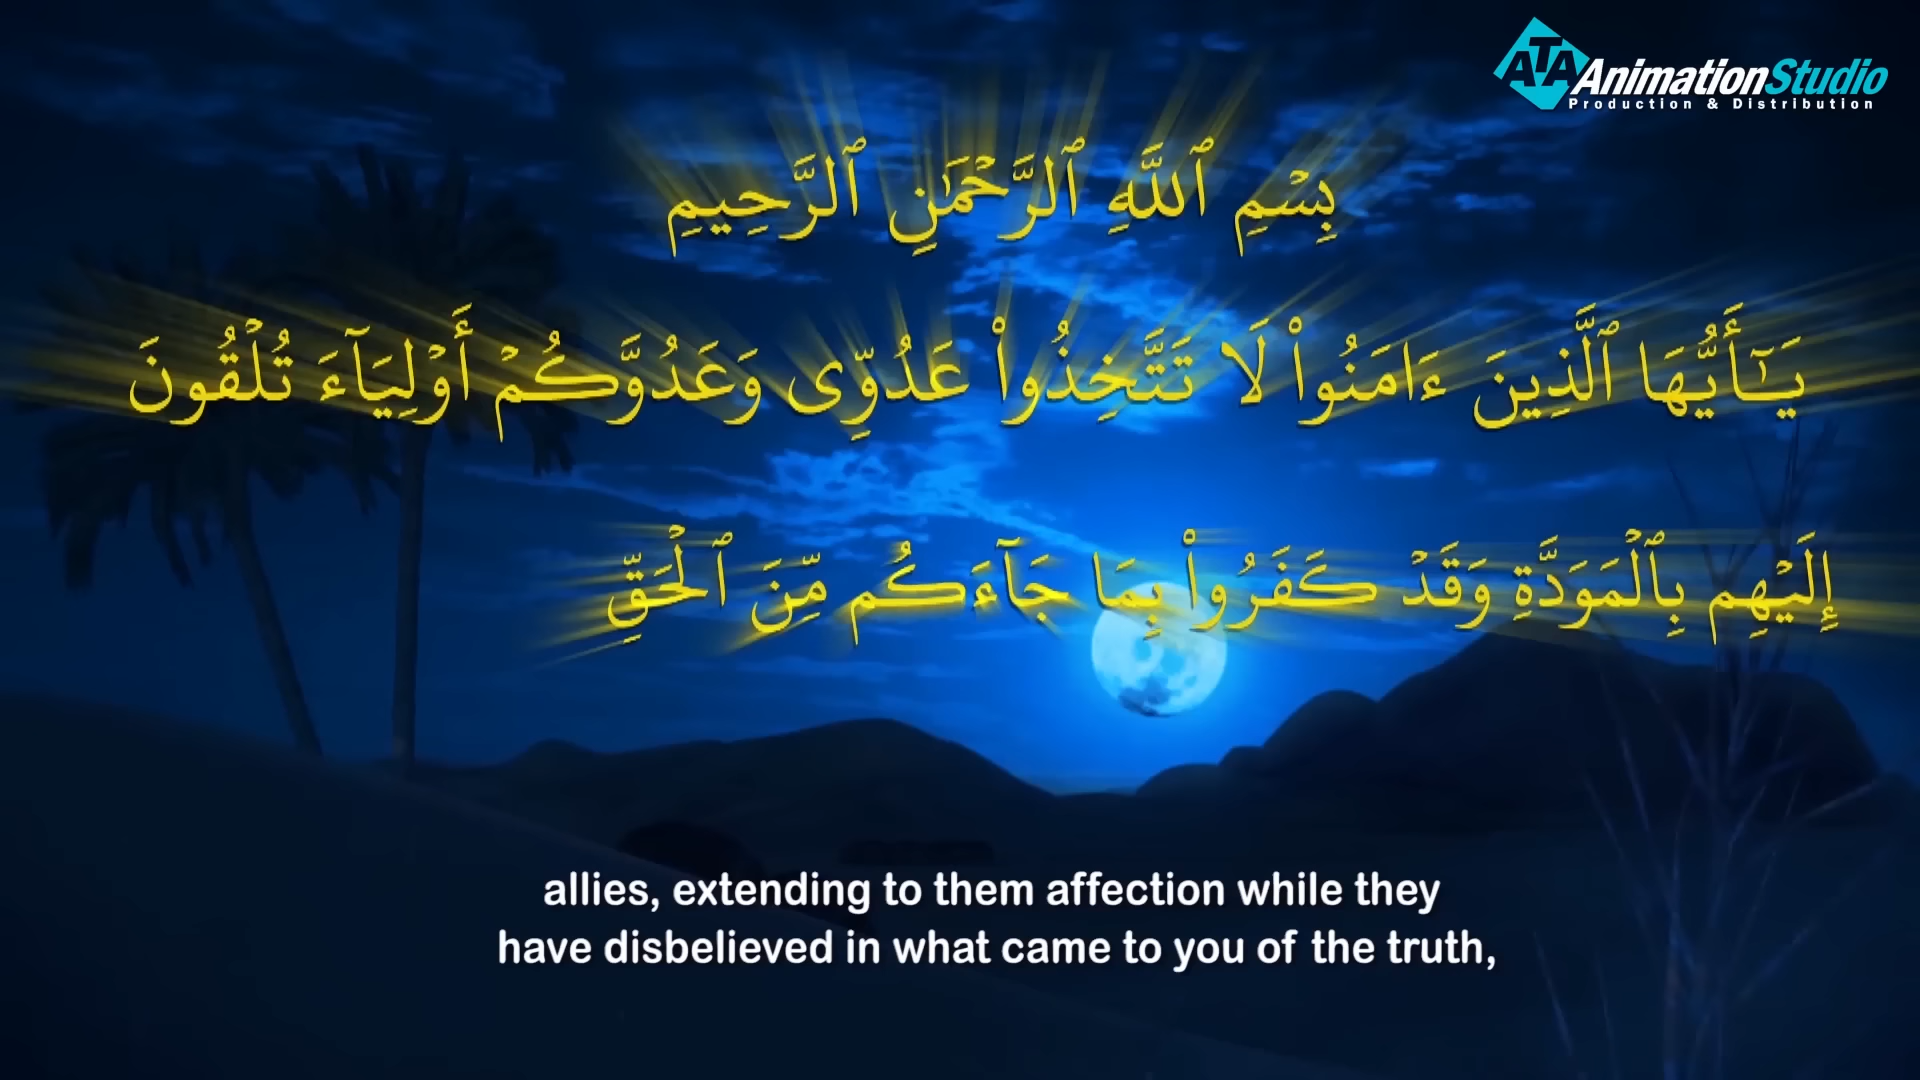 ATA AnimationStudio
Production & Distribution
بِسْمِ ٱللَّهِ ٱلرَّحْمَٰنِ ٱلرَّحِيمِ
يَـٰٓأَيُّهَا ٱلَّذِينَ ءَامَنُوا۟ لَا تَتَّخِذُوا۟ عَدُوِّى وَعَدُوَّكُمْ أَوْلِيَآءَ تُلْقُونَ
إِلَيْهِم بِٱلْمَوَدَّةِ وَقَدْ كَفَرُوا۟ بِمَا جَآءَكُم مِّنَ ٱلْحَقِّ
allies, extending to them affection while they
have disbelieved in what came to you of the truth,